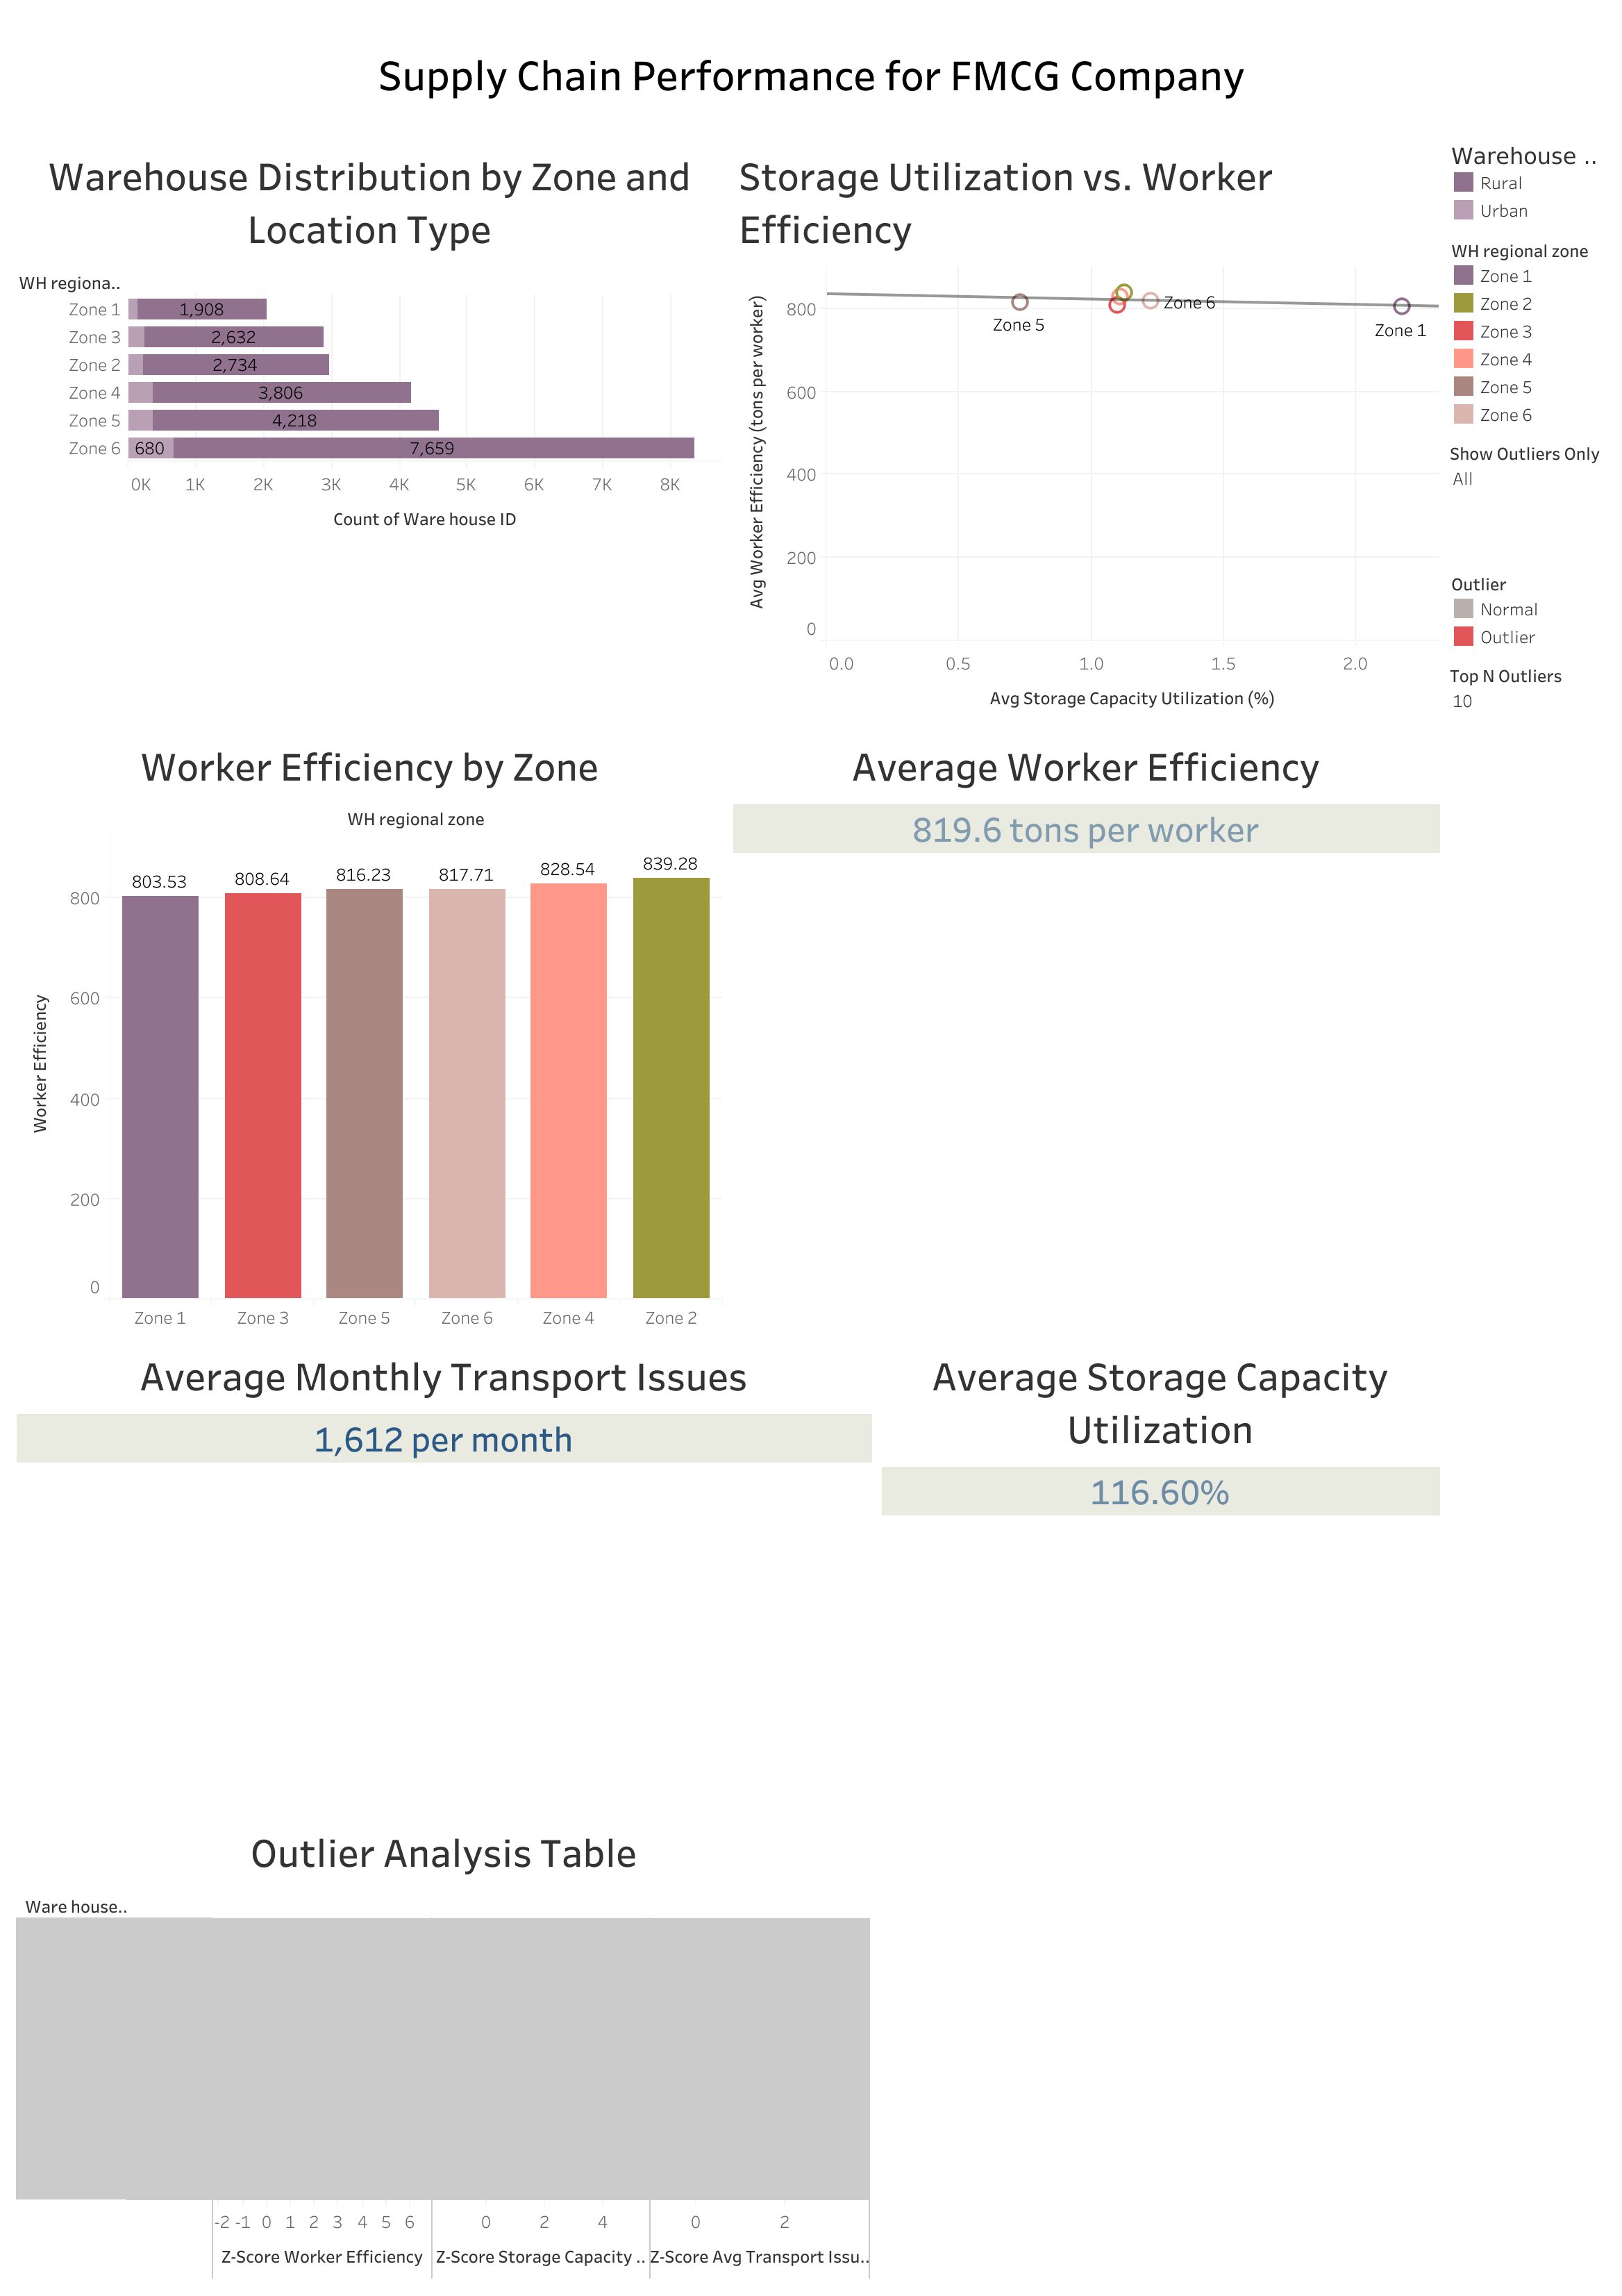 Supply Chain Performance for FMCG Company
Warehouse Distribution by Zone and
Location Type
WH regiona..
Zone 1
1,908
Zone 3
2,632
Zone 2
2,734
Zone 4
3,806
Zone 5
4,218
Zone 6
680
7,659
0K 1K 2K 3K 4K 5K 6K 7K 8K
Count of Ware house ID
Storage Utilization vs. Worker
Efficiency
Avg Worker Efficiency (tons per worker)
800
600
400
200
0
Zone 5
Zone 6
Zone 1
0.0 0.5 1.0 1.5 2.0
Avg Storage Capacity Utilization (%)
Warehouse ..
Rural
Urban
WH regional zone
Zone 1
Zone 2
Zone 3
Zone 4
Zone 5
Zone 6
Show Outliers Only
All
Outlier
Normal
Outlier
Top N Outliers
10
Worker Efficiency by Zone
WH regional zone
Worker Efficiency
800
600
400
200
0
803.53 808.64 816.23 817.71 828.54 839.28
Zone 1 Zone 3 Zone 5 Zone 6 Zone 4 Zone 2
Average Worker Efficiency
819.6 tons per worker
Average Monthly Transport Issues
1,612 per month
Average Storage Capacity
Utilization
116.60%
Outlier Analysis Table
Ware house..
-2 -1 0 1 2 3 4 5 6
0 2 4
0 2
Z-Score Worker Efficiency
Z-Score Storage Capacity ..
Z-Score Avg Transport Issu..